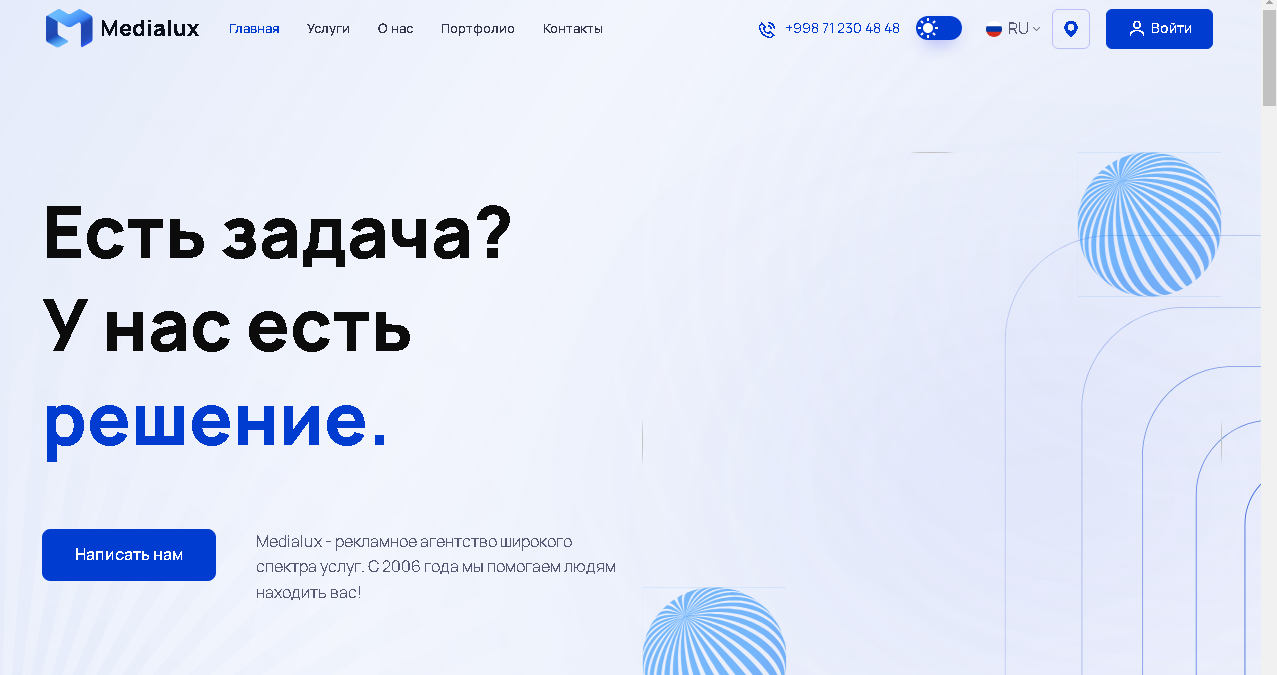 Medialux
Главная
Услуги
О нас
Портфолио
Контакты
+998 71 230 48 48
RU
Войти
Есть задача?
У нас есть
решение.
Написать нам
Medialux - рекламное агентство широкого
спектра услуг. С 2006 года мы помогаем людям
находить вас!